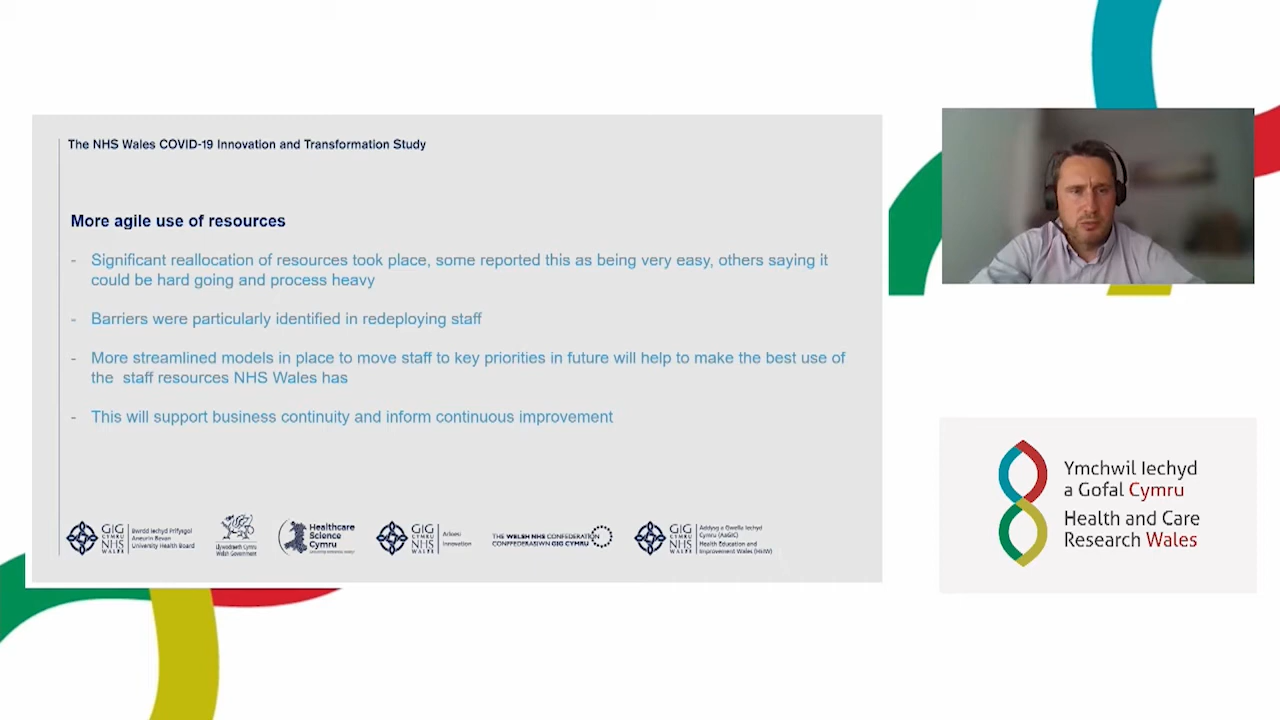 The NHS Wales COVID-19 Innovation and Transformation Study
More agile use of resources
- Significant reallocation of resources took place, some reported this as being very easy, others saying it
could be hard going and process heavy
- Barriers were particularly identified in redeploying staff
- More streamlined models in place to move staff to key priorities in future will help to make the best use of
the staff resources NHS Wales has
- This will support business continuity and inform continuous improvement
GIG
CYMRU
NHS
WALES
Bwrdd Iechyd Prifysgol
Aneurin Bevan
University Health Board
Llywodraeth Cymru
Welsh Government
Healthcare
Science
Cymru
GIG
CYMRU
NHS
WALES
Arloesi
Innovation
THE WELSH NHS CONFEDERATION
CONFFEDERASIWN GIG CYMRU
GIG
CYMRU
NHS
WALES
Addysg a Gwella Iechyd
Cymru (AaGIC)
Health Education and
Improvement Wales (HEIW)
Ymchwil Iechyd
a Gofal Cymru
Health and Care
Research Wales